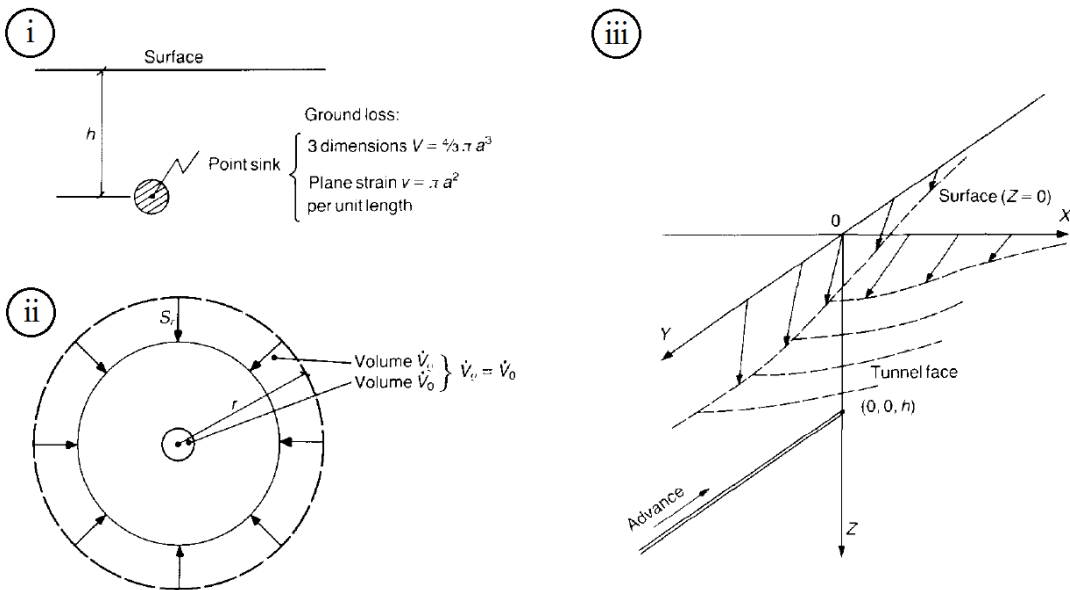 i
Surface
h
Point sink
Ground loss:
3 dimensions V = 4/3 π a³
Plane strain v = π a²
per unit length
ii
Sᵣ
r
Volume V̇ᵨ
Volume V̇₀
V̇ᵨ = V̇₀
iii
0
Surface (Z = 0)
X
Y
Tunnel face
(0, 0, h)
Advance
Z